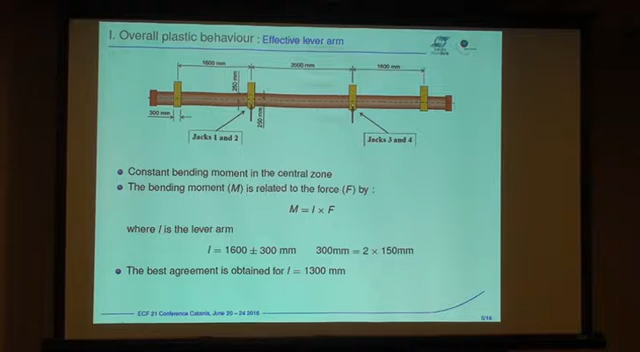 I. Overall plastic behaviour : Effective lever arm
1600 mm
2000 mm
1600 mm
250 mm
300 mm
250 mm
Jacks 1 and 2
Jacks 3 and 4
Constant bending moment in the central zone
The bending moment (M) is related to the force (F) by :
M = l × F
where l is the lever arm
l = 1600 ± 300 mm 300mm = 2 × 150mm
The best agreement is obtained for l = 1300 mm
ECF 21 Conference Catania, June 20 – 24 2016
5/16